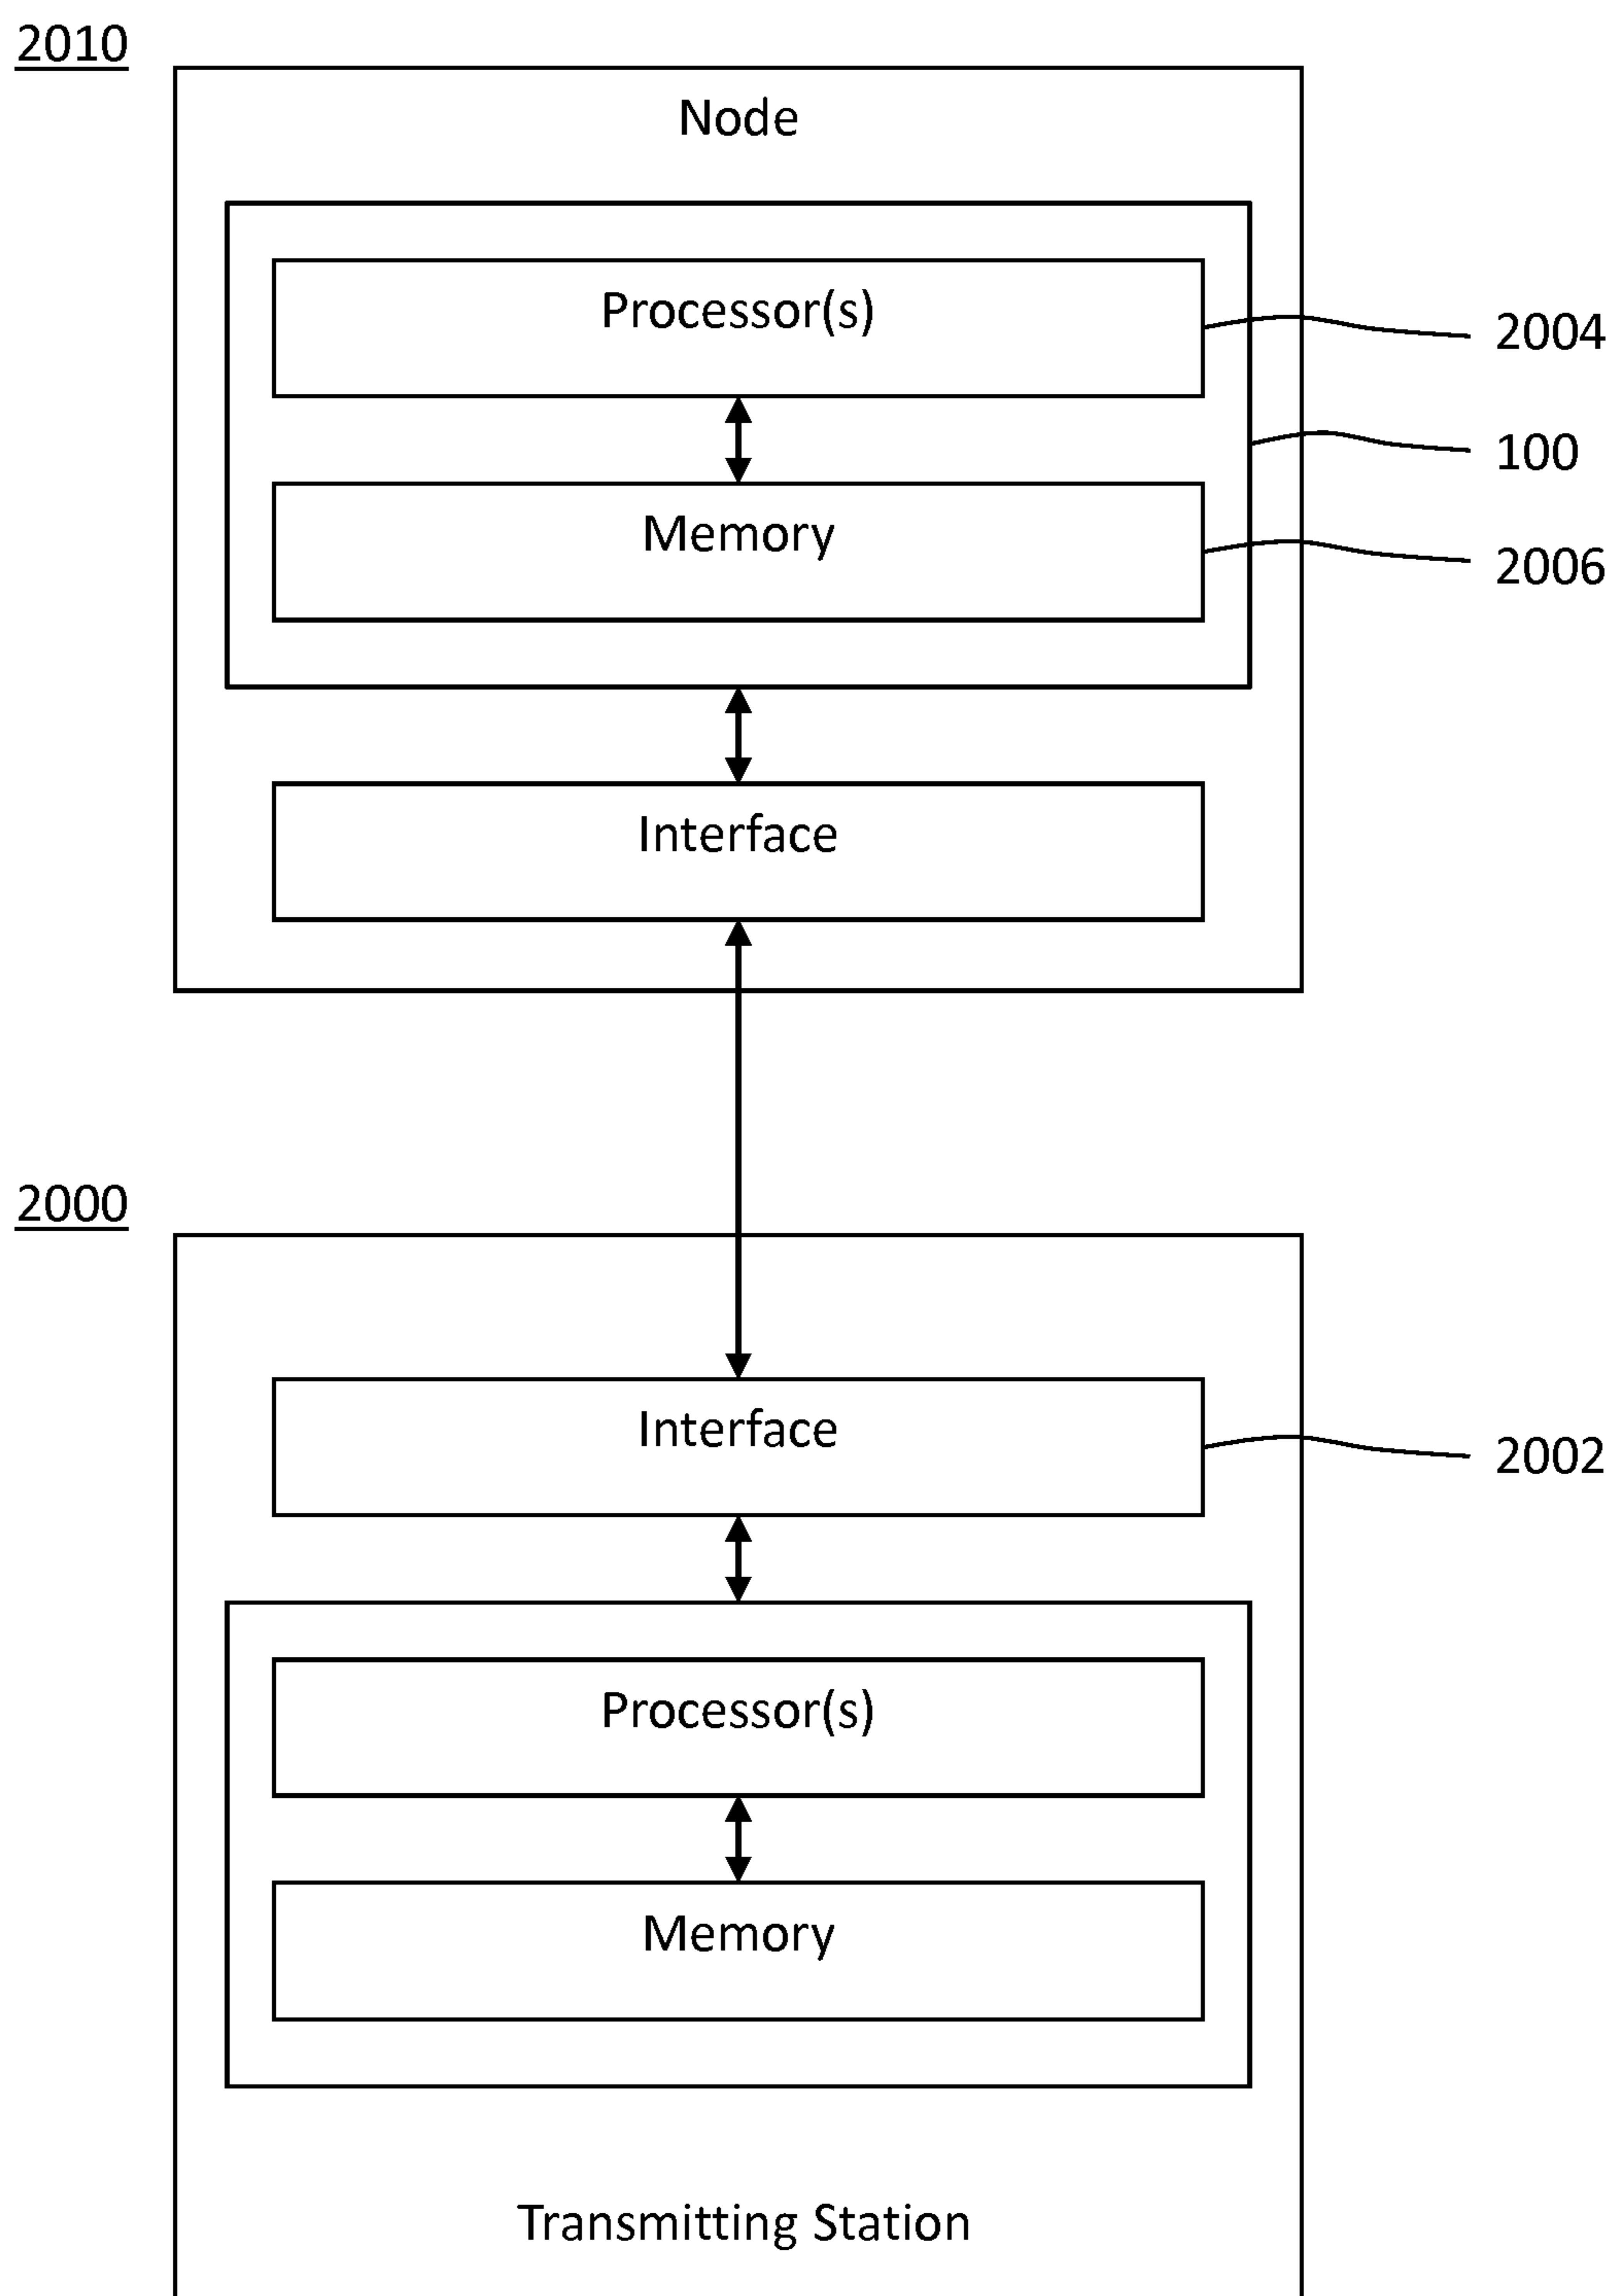 2010
Node
Processor(s)
2004
100
Memory
2006
Interface
2000
Interface
2002
Processor(s)
Memory
Transmitting Station